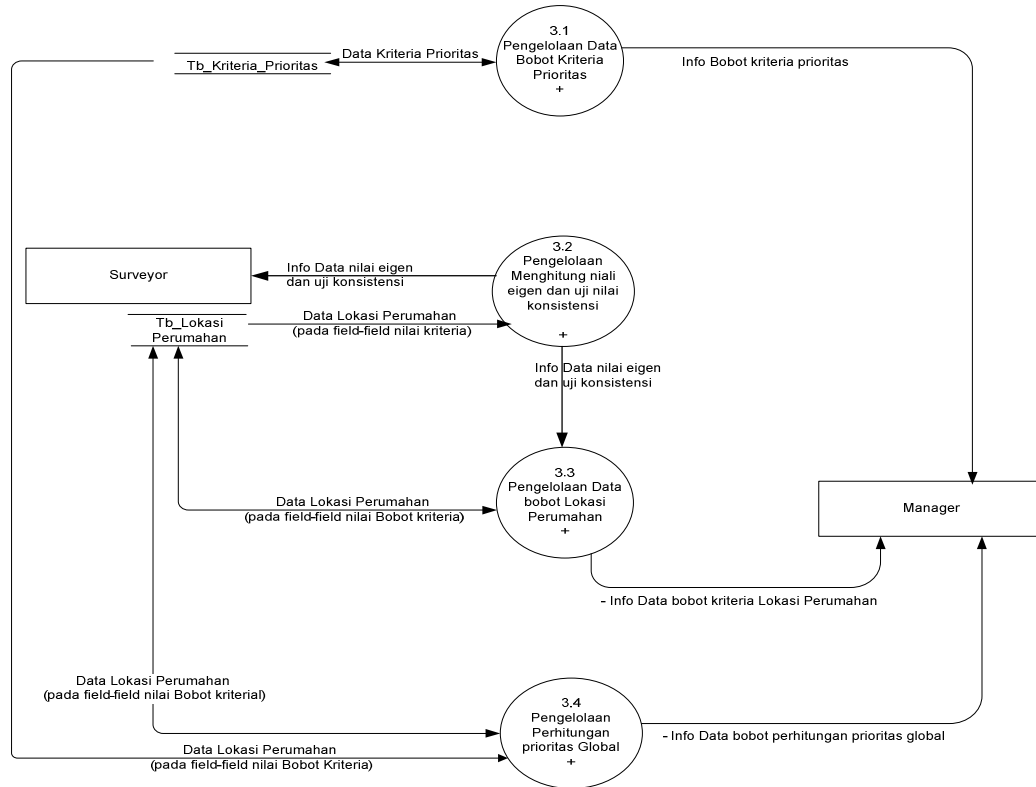 3.1
Pengelolaan Data
Bobot Kriteria
Prioritas
+
Data Kriteria Prioritas
Tb_Kriteria_Prioritas
Info Bobot kriteria prioritas
3.2
Pengelolaan
Menghitung niali
eigen dan uji nilai
konsistensi
+
Surveyor
Info Data nilai eigen
dan uji konsistensi
Tb_Lokasi
Perumahan
Data Lokasi Perumahan
(pada field-field nilai kriteria)
Info Data nilai eigen
dan uji konsistensi
3.3
Pengelolaan Data
bobot Lokasi
Perumahan
+
Data Lokasi Perumahan
(pada field-field nilai Bobot kriteria)
Manager
- Info Data bobot kriteria Lokasi Perumahan
Data Lokasi Perumahan
(pada field-field nilai Bobot kriterial)
3.4
Pengelolaan
Perhitungan
prioritas Global
+
- Info Data bobot perhitungan prioritas global
Data Lokasi Perumahan
(pada field-field nilai Bobot Kriteria)